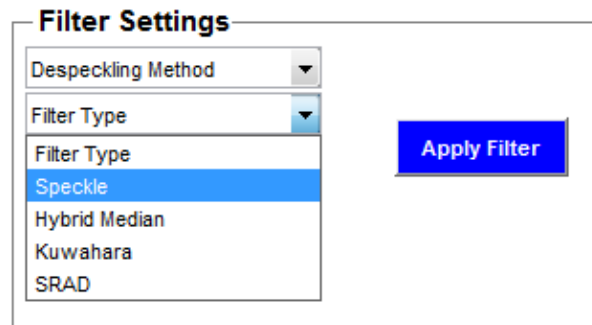 Filter Settings
Despeckling Method
Filter Type
Apply Filter
Filter Type
Speckle
Hybrid Median
Kuwahara
SRAD